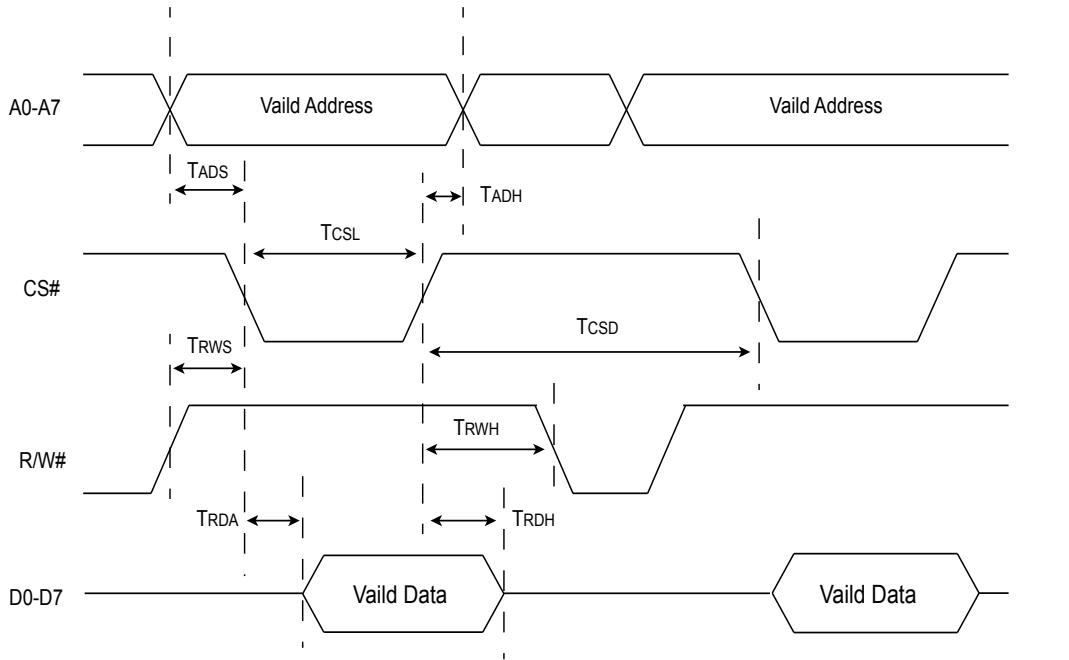 A0-A7
Vaild Address
Vaild Address
TADS
TADH
TCSL
CS#
TCSD
TRWS
TRWH
R/W#
TRDA
TRDH
D0-D7
Vaild Data
Vaild Data